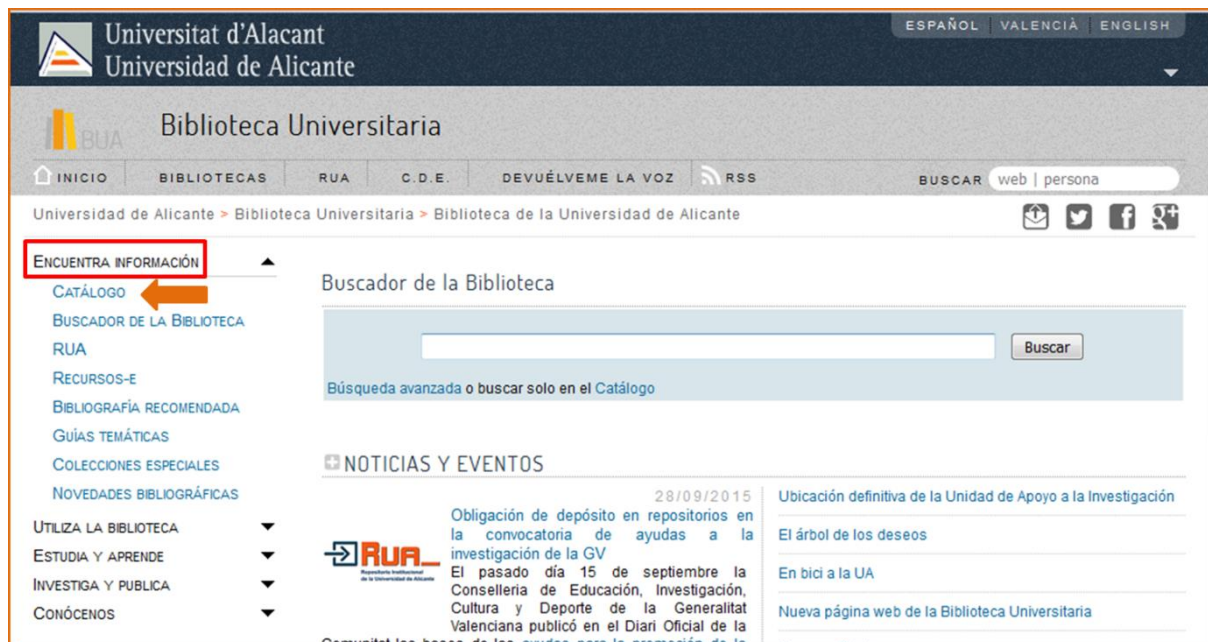 Universitat d'Alacant
Universidad de Alicante
ESPAÑOL VALENCIÀ ENGLISH
BUA
Biblioteca Universitaria
INICIO BIBLIOTECAS RUA C.D.E. DEVUÉLVEME LA VOZ RSS BUSCAR web | persona
Universidad de Alicante > Biblioteca Universitaria > Biblioteca de la Universidad de Alicante
ENCUENTRA INFORMACIÓN
CATÁLOGO
BUSCADOR DE LA BIBLIOTECA
RUA
RECURSOS-E
BIBLIOGRAFÍA RECOMENDADA
GUÍAS TEMÁTICAS
COLECCIONES ESPECIALES
NOVEDADES BIBLIOGRÁFICAS
UTILIZA LA BIBLIOTECA
ESTUDIA Y APRENDE
INVESTIGA Y PUBLICA
CONÓCENOS
Buscador de la Biblioteca
Buscar
Búsqueda avanzada o buscar solo en el Catálogo
NOTICIAS Y EVENTOS
28/09/2015
RUA
Repositorio Institucional
de la Universidad de Alicante
Obligación de depósito en repositorios en
la convocatoria de ayudas a la
investigación de la GV
El pasado día 15 de septiembre la
Conselleria de Educación, Investigación,
Cultura y Deporte de la Generalitat
Valenciana publicó en el Diari Oficial de la
Ubicación definitiva de la Unidad de Apoyo a la Investigación
El árbol de los deseos
En bici a la UA
Nueva página web de la Biblioteca Universitaria